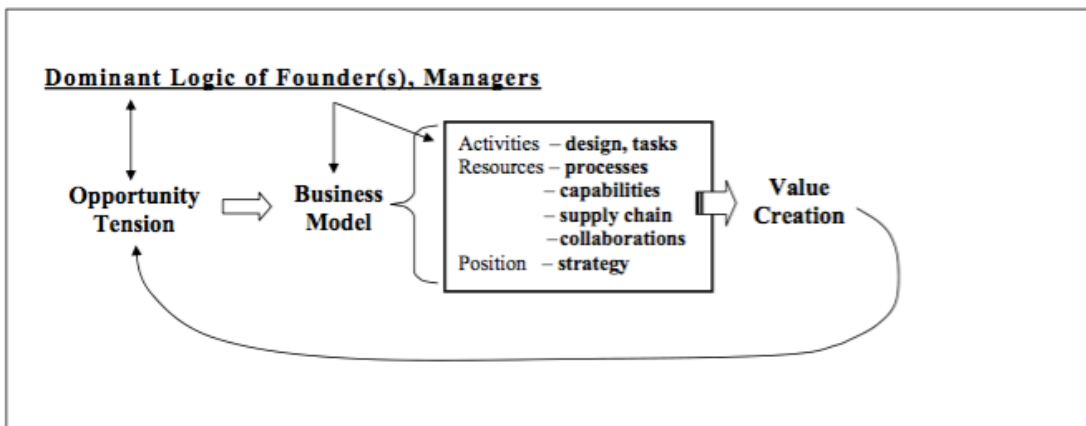 Dominant Logic of Founder(s), Managers
Opportunity
Tension
Business
Model
Activities – design, tasks
Resources – processes
– capabilities
– supply chain
– collaborations
Position – strategy
Value
Creation